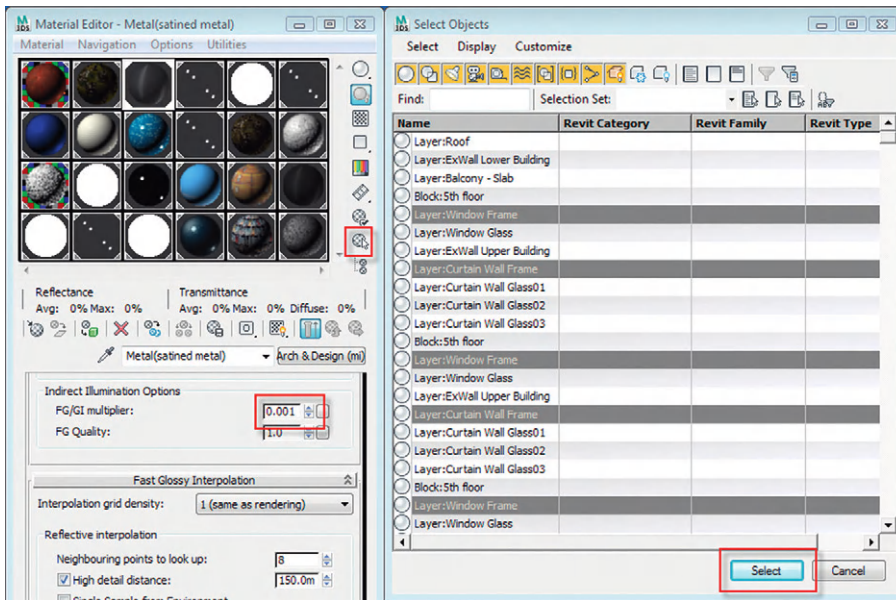 Material Editor - Metal(satined metal)
Material Navigation Options Utilities
Reflectance Transmittance
Avg: 0% Max: 0% Avg: 0% Max: 0% Diffuse: 0%
Metal(satined metal) Arch & Design (mi)
Indirect Illumination Options
FG/GI multiplier: 0.001
FG Quality: 1.0
Fast Glossy Interpolation
Interpolation grid density: 1 (same as rendering)
Reflective interpolation
Neighbouring points to look up: 8
High detail distance: 150.0m
Single Sample from Environment
Select Objects
Select Display Customize
Find: Selection Set:
Name Revit Category Revit Family Revit Type
Layer:Roof
Layer:ExWall Lower Building
Layer:Balcony - Slab
Block:5th floor
Layer:Window Frame
Layer:Window Glass
Layer:ExWall Upper Building
Layer:Curtain Wall Frame
Layer:Curtain Wall Glass01
Layer:Curtain Wall Glass02
Layer:Curtain Wall Glass03
Block:5th floor
Layer:Window Frame
Layer:Window Glass
Layer:ExWall Upper Building
Layer:Curtain Wall Frame
Layer:Curtain Wall Glass01
Layer:Curtain Wall Glass02
Layer:Curtain Wall Glass03
Block:5th floor
Layer:Window Frame
Layer:Window Glass
Select Cancel